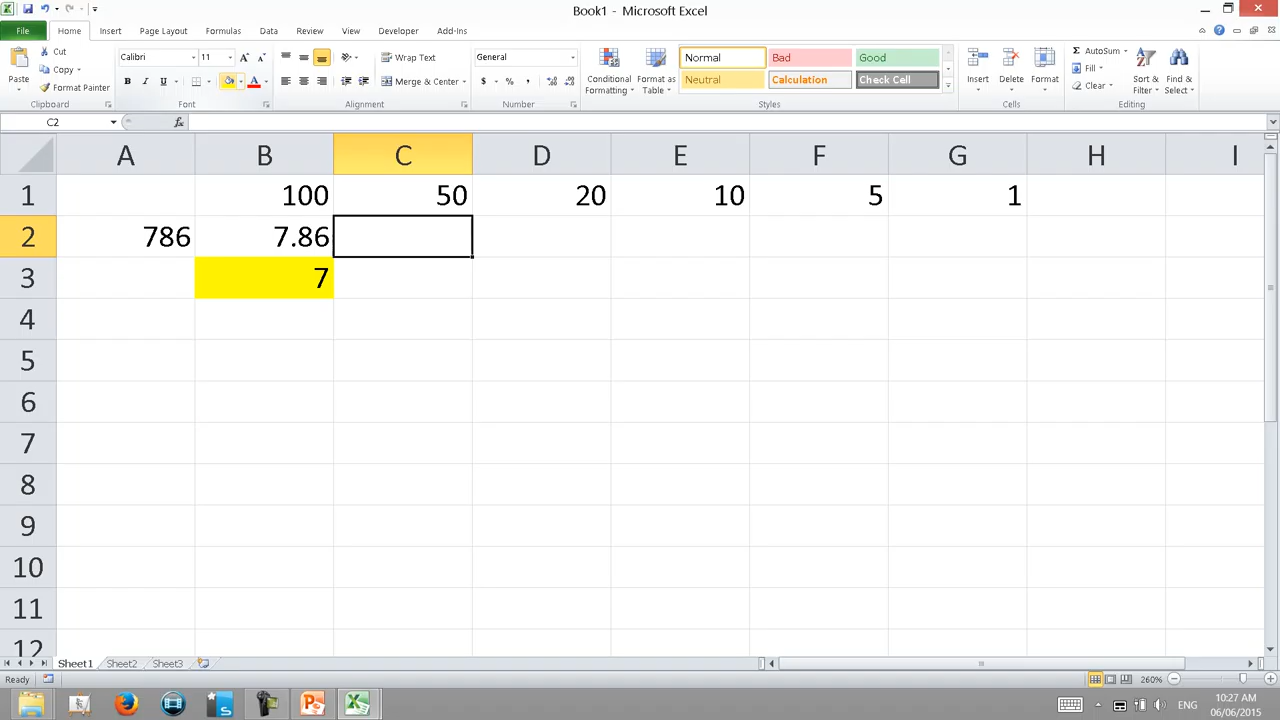 Book1 - Microsoft Excel
File Home Insert Page Layout Formulas Data Review View Developer Add-Ins
Paste
Cut
Copy
Format Painter
Clipboard
Calibri 11
B I U
Font
Wrap Text
Merge & Center
Alignment
General
$ % ,
Number
Conditional Formatting
Format as Table
Normal Bad Good
Neutral Calculation Check Cell
Styles
Insert Delete Format
Cells
AutoSum
Fill
Clear
Sort & Filter
Find & Select
Editing
C2 fx
A B C D E F G H I
1 100 50 20 10 5 1
2 786 7.86
3 7
4
5
6
7
8
9
10
11
12
Sheet1 Sheet2 Sheet3
Ready 260%
ENG 10:27 AM
06/06/2015